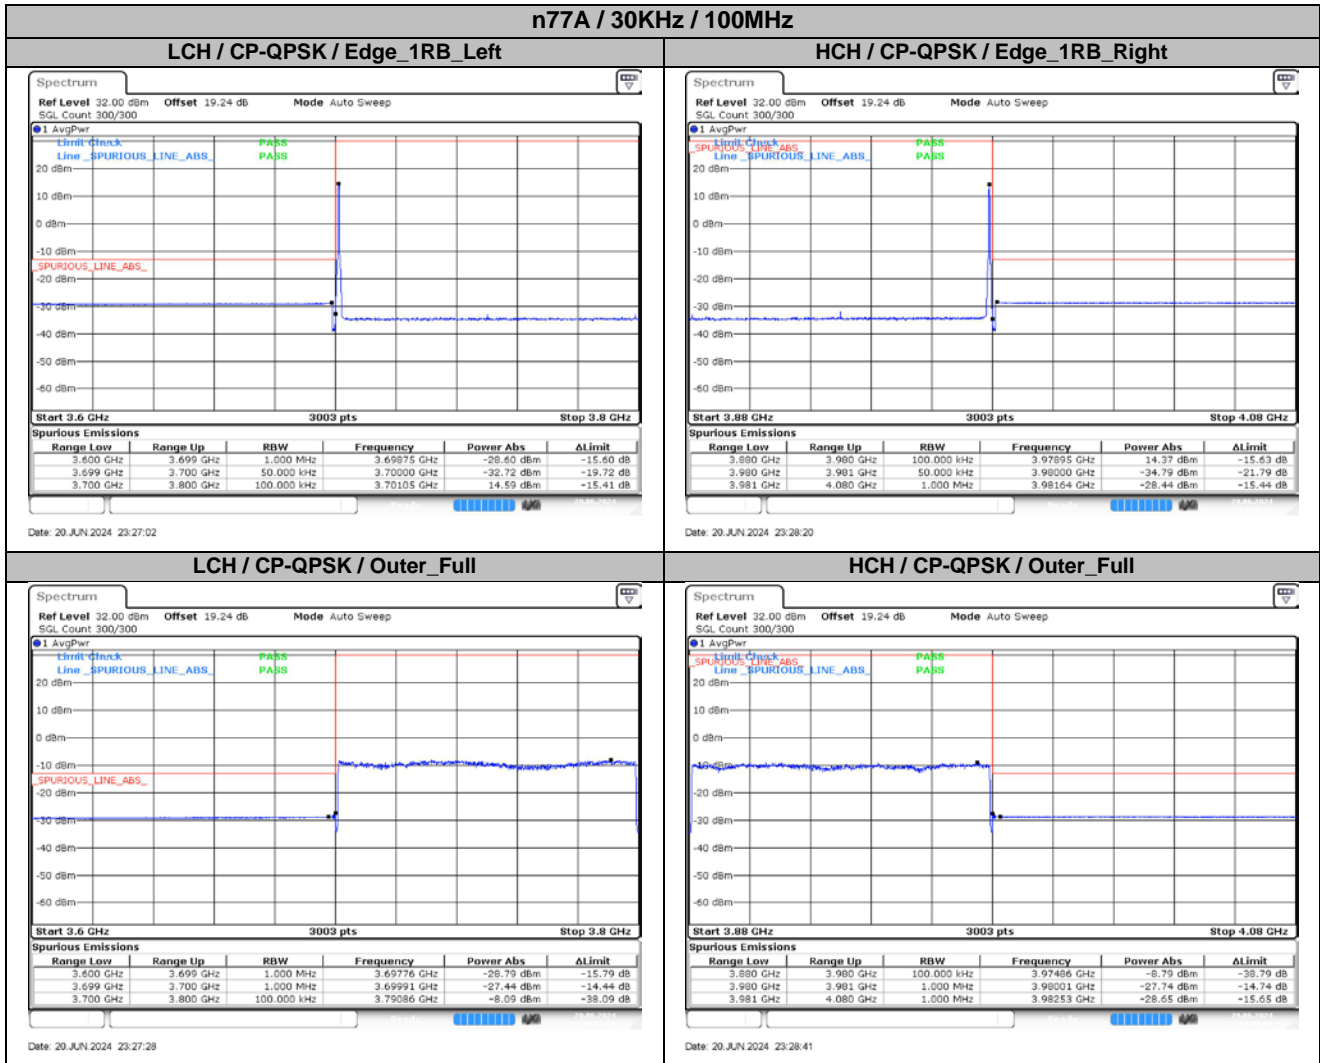 n77A / 30KHz / 100MHz
LCH / CP-QPSK / Edge_1RB_Left
HCH / CP-QPSK / Edge_1RB_Right
Spectrum
Ref Level 32.00 dBm Offset 19.24 dB Mode Auto Sweep
SGL Count 300/300
1 AvgPwr
Limit Check PASS
Line _SPURIOUS_LINE_ABS_ PASS
20 dBm
10 dBm
0 dBm
-10 dBm
_SPURIOUS_LINE_ABS_
-20 dBm
-30 dBm
-40 dBm
-50 dBm
-60 dBm
Start 3.6 GHz 3003 pts Stop 3.8 GHz
Spurious Emissions
Range Low Range Up RBW Frequency Power Abs ΔLimit
3.600 GHz 3.699 GHz 1.000 MHz 3.69875 GHz -28.60 dBm -15.60 dB
3.699 GHz 3.700 GHz 50.000 kHz 3.70000 GHz -32.72 dBm -19.72 dB
3.700 GHz 3.800 GHz 100.000 kHz 3.70105 GHz 14.59 dBm -15.41 dB
Date: 20.JUN.2024 23:27:02
Spectrum
Ref Level 32.00 dBm Offset 19.24 dB Mode Auto Sweep
SGL Count 300/300
1 AvgPwr
Limit Check PASS
_SPURIOUS_LINE_ABS_
Line _SPURIOUS_LINE_ABS_ PASS
20 dBm
10 dBm
0 dBm
-10 dBm
-20 dBm
-30 dBm
-40 dBm
-50 dBm
-60 dBm
Start 3.88 GHz 3003 pts Stop 4.08 GHz
Spurious Emissions
Range Low Range Up RBW Frequency Power Abs ΔLimit
3.880 GHz 3.980 GHz 100.000 kHz 3.97895 GHz 14.37 dBm -15.63 dB
3.980 GHz 3.981 GHz 50.000 kHz 3.98000 GHz -34.79 dBm -21.79 dB
3.981 GHz 4.080 GHz 1.000 MHz 3.98164 GHz -28.44 dBm -15.44 dB
Date: 20.JUN.2024 23:28:20
LCH / CP-QPSK / Outer_Full
HCH / CP-QPSK / Outer_Full
Spectrum
Ref Level 32.00 dBm Offset 19.24 dB Mode Auto Sweep
SGL Count 300/300
1 AvgPwr
Limit Check PASS
Line _SPURIOUS_LINE_ABS_ PASS
20 dBm
10 dBm
0 dBm
-10 dBm
_SPURIOUS_LINE_ABS_
-20 dBm
-30 dBm
-40 dBm
-50 dBm
-60 dBm
Start 3.6 GHz 3003 pts Stop 3.8 GHz
Spurious Emissions
Range Low Range Up RBW Frequency Power Abs ΔLimit
3.600 GHz 3.699 GHz 1.000 MHz 3.69776 GHz -28.79 dBm -15.79 dB
3.699 GHz 3.700 GHz 1.000 MHz 3.69991 GHz -27.44 dBm -14.44 dB
3.700 GHz 3.800 GHz 100.000 kHz 3.79086 GHz -8.09 dBm -38.09 dB
Date: 20.JUN.2024 23:27:28
Spectrum
Ref Level 32.00 dBm Offset 19.24 dB Mode Auto Sweep
SGL Count 300/300
1 AvgPwr
Limit Check PASS
_SPURIOUS_LINE_ABS_
Line _SPURIOUS_LINE_ABS_ PASS
20 dBm
10 dBm
0 dBm
-10 dBm
-20 dBm
-30 dBm
-40 dBm
-50 dBm
-60 dBm
Start 3.88 GHz 3003 pts Stop 4.08 GHz
Spurious Emissions
Range Low Range Up RBW Frequency Power Abs ΔLimit
3.880 GHz 3.980 GHz 100.000 kHz 3.97486 GHz -8.79 dBm -38.79 dB
3.980 GHz 3.981 GHz 1.000 MHz 3.98001 GHz -27.74 dBm -14.74 dB
3.981 GHz 4.080 GHz 1.000 MHz 3.98253 GHz -28.65 dBm -15.65 dB
Date: 20.JUN.2024 23:28:41